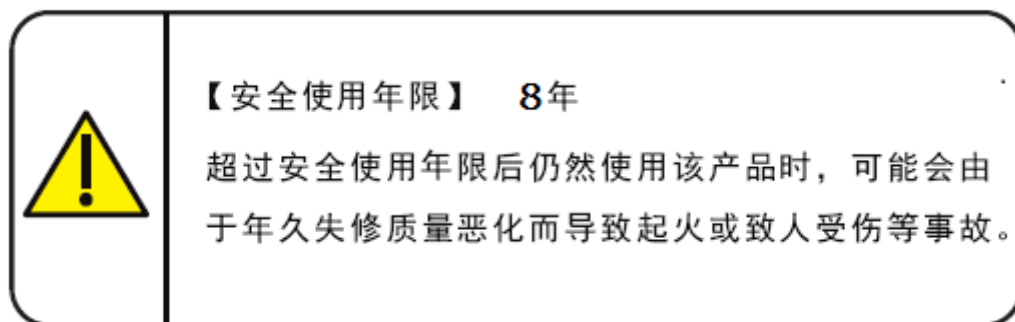 【安全使用年限】 8年
超过安全使用年限后仍然使用该产品时，可能会由
于年久失修质量恶化而导致起火或致人受伤等事故。